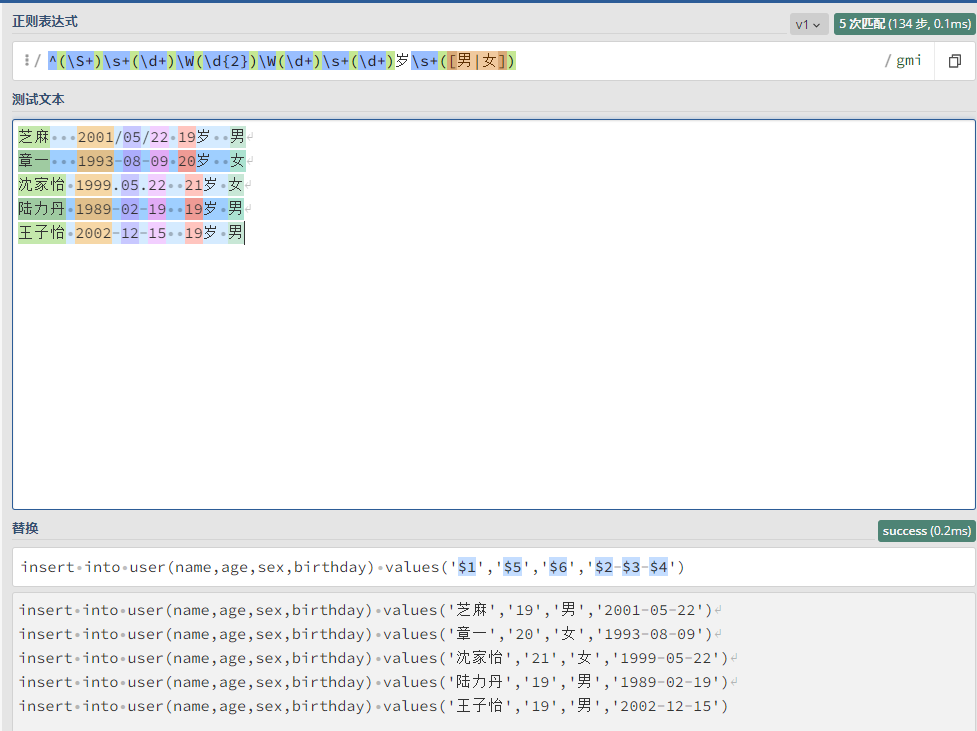 正则表达式
v1
5 次匹配 (134 步, 0.1ms)
/ ^(\S+)\s+(\d+)\W(\d{2})\W(\d+)\s+(\d+)岁\s+([男|女]) / gmi
测试文本
芝麻   2001/05/22 19岁  男
章一   1993-08-09 20岁  女
沈家怡 1999.05.22  21岁 女
陆力丹 1989-02-19  19岁 男
王子怡 2002-12-15  19岁 男
替换
success (0.2ms)
insert into user(name,age,sex,birthday) values('$1','$5','$6','$2-$3-$4')
insert into user(name,age,sex,birthday) values('芝麻','19','男','2001-05-22')
insert into user(name,age,sex,birthday) values('章一','20','女','1993-08-09')
insert into user(name,age,sex,birthday) values('沈家怡','21','女','1999-05-22')
insert into user(name,age,sex,birthday) values('陆力丹','19','男','1989-02-19')
insert into user(name,age,sex,birthday) values('王子怡','19','男','2002-12-15')